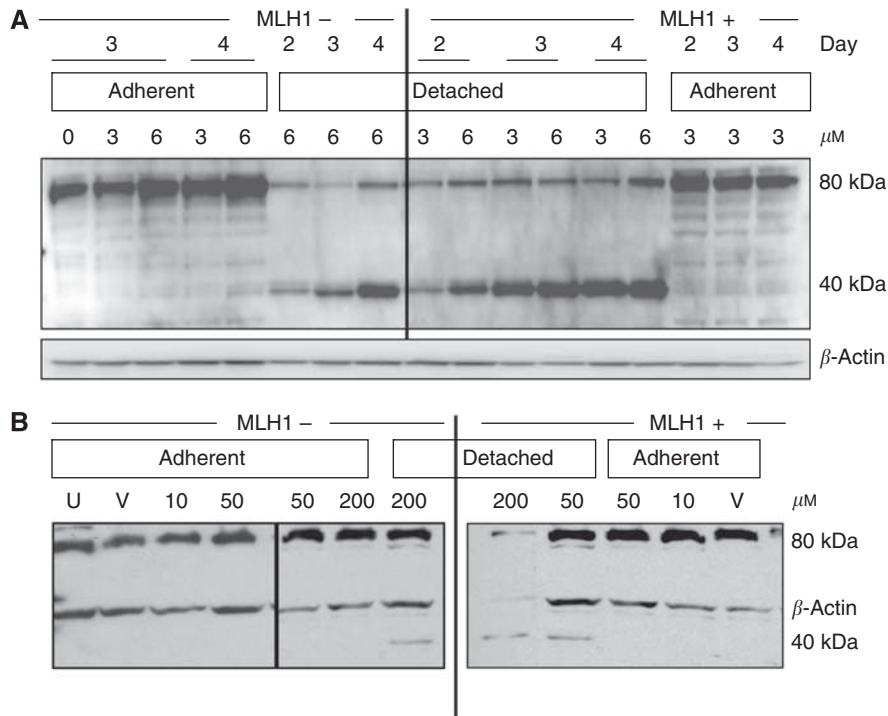 A MLH1 – MLH1 +
3 4 2 3 4 2 3 4 2 3 4 Day
Adherent Detached Adherent
0 3 6 3 6 6 6 6 3 6 3 6 3 6 3 3 3 μM
80 kDa
40 kDa
β-Actin
B MLH1 – MLH1 +
Adherent Detached Adherent
U V 10 50 50 200 200 200 50 50 10 V μM
80 kDa
β-Actin
40 kDa